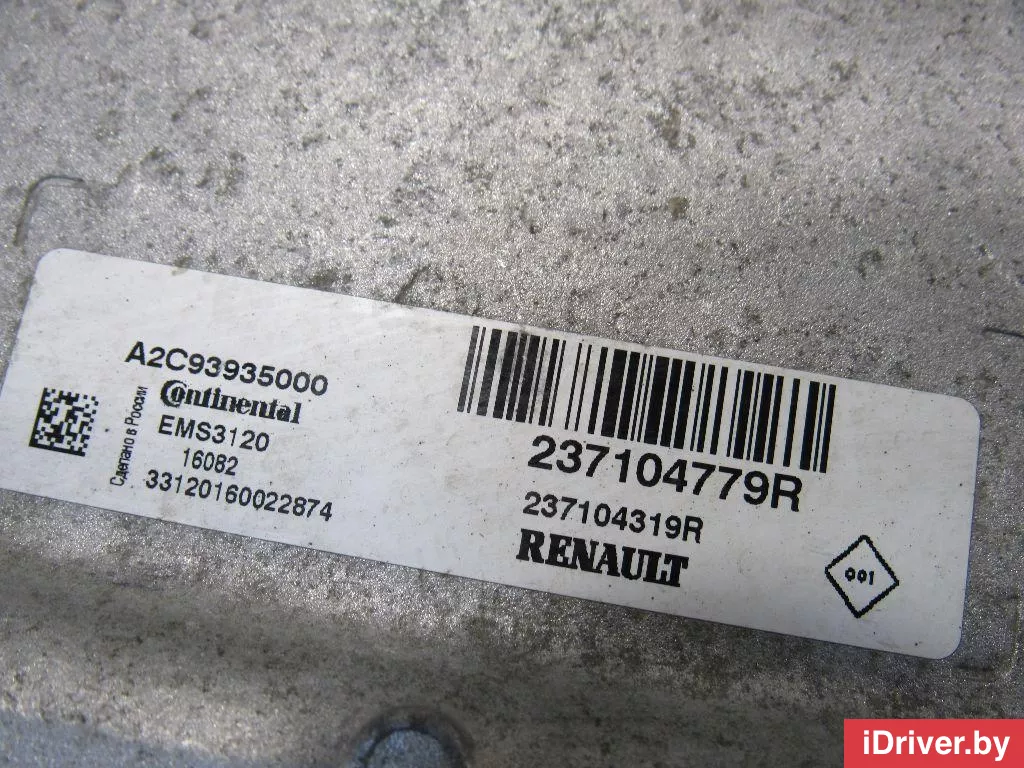 A2C93935000
Continental
EMS3120
16082
33120160022874
Сделано в России
237104779R
237104319R
RENAULT
001
iDriver.by